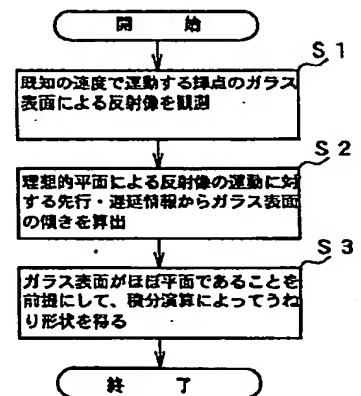 開 始
S1
既知の速度で運動する輝点のガラス
表面による反射像を観測
S2
理想的平面による反射像の運動に対
する先行・遅延情報からガラス表面
の傾きを算出
S3
ガラス表面がほぼ平面であることを
前提にして、積分演算によってうね
り形状を得る
終 了